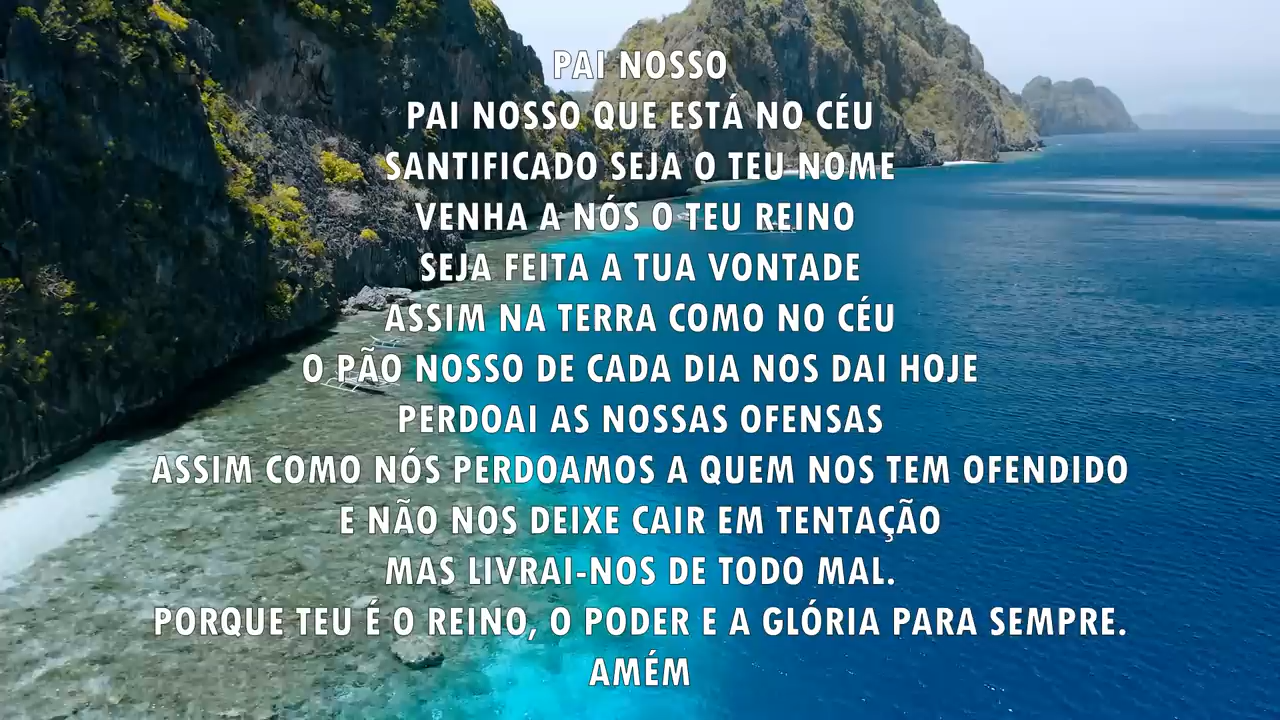 PAI NOSSO
PAI NOSSO QUE ESTÁ NO CÉU
SANTIFICADO SEJA O TEU NOME
VENHA A NÓS O TEU REINO
SEJA FEITA A TUA VONTADE
ASSIM NA TERRA COMO NO CÉU
O PÃO NOSSO DE CADA DIA NOS DAI HOJE
PERDOAI AS NOSSAS OFENSAS
ASSIM COMO NÓS PERDOAMOS A QUEM NOS TEM OFENDIDO
E NÃO NOS DEIXE CAIR EM TENTAÇÃO
MAS LIVRAI-NOS DE TODO MAL.
PORQUE TEU É O REINO, O PODER E A GLÓRIA PARA SEMPRE.
AMÉM